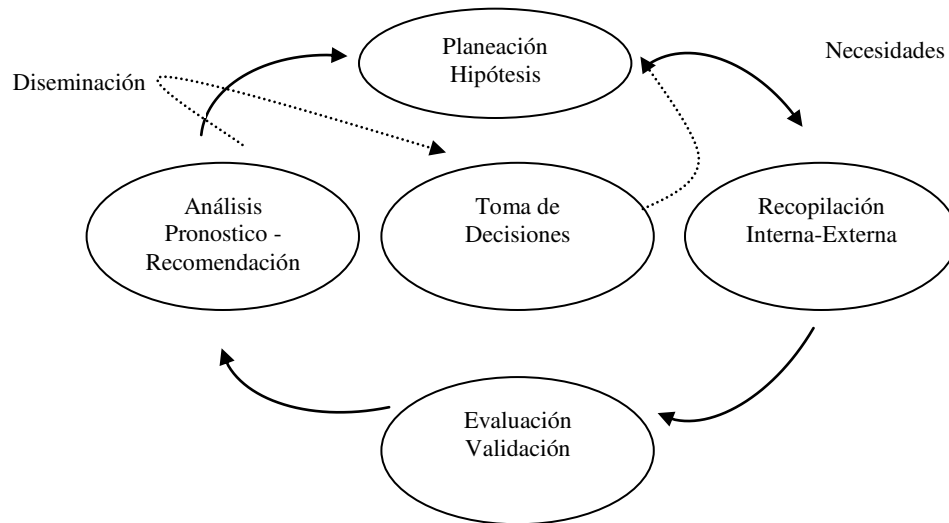 Planeación
Hipótesis
Necesidades
Diseminación
Análisis
Pronostico -
Recomendación
Toma de
Decisiones
Recopilación
Interna-Externa
Evaluación
Validación